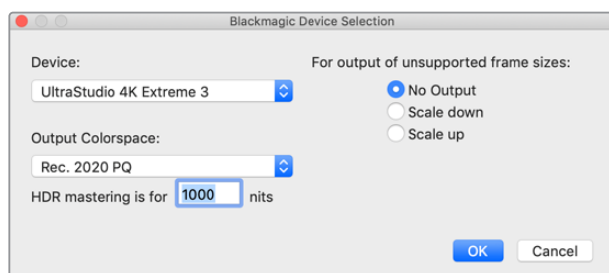 Blackmagic Device Selection
Device:
UltraStudio 4K Extreme 3
Output Colorspace:
Rec. 2020 PQ
HDR mastering is for 1000 nits
For output of unsupported frame sizes:
No Output
Scale down
Scale up
OK Cancel